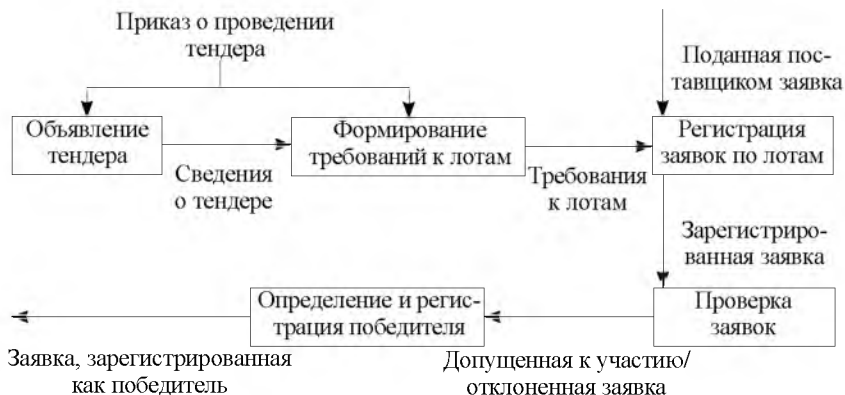 Приказ о проведении
тендера
Поданная пос-
тавщиком заявка
Объявление
тендера
Формирование
требований к лотам
Регистрация
заявок по лотам
Сведения
о тендере
Требования
к лотам
Зарегистриро-
ванная заявка
Определение и регис-
трация победителя
Проверка
заявок
Заявка, зарегистрированная
как победитель
Допущенная к участию/
отклоненная заявка